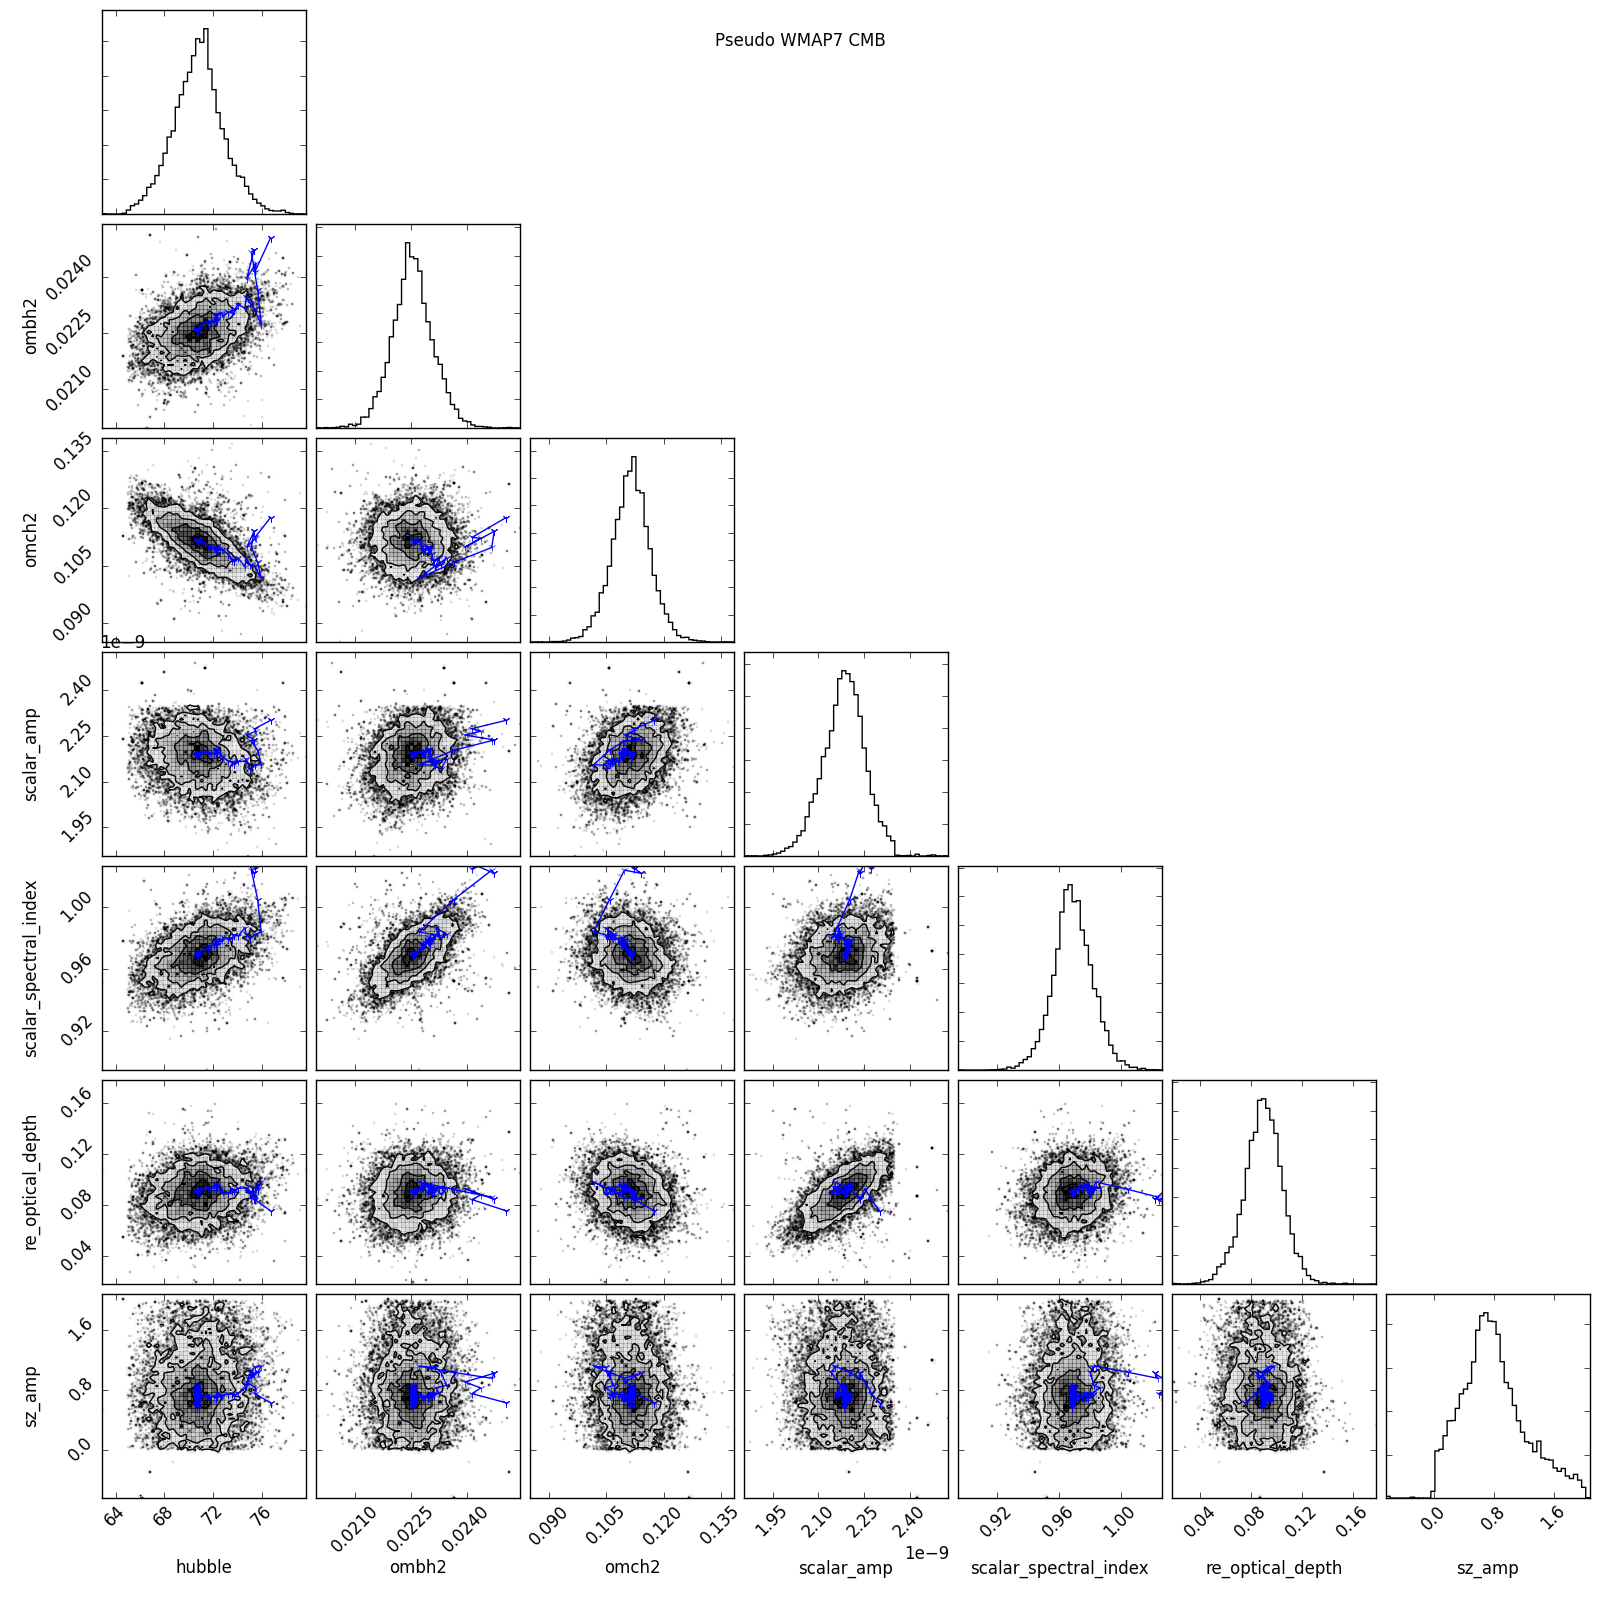 Pseudo WMAP7 CMB
ombh2
0.0240
0.0225
0.0210
omch2
0.135
0.120
0.105
0.090
1e−9
scalar_amp
2.40
2.25
2.10
1.95
scalar_spectral_index
1.00
0.96
0.92
re_optical_depth
0.16
0.12
0.08
0.04
sz_amp
1.6
0.8
0.0
64 68 72 76 0.0210 0.0225 0.0240 0.090 0.105 0.120 0.135 1.95 2.10 2.25 2.40 0.92 0.96 1.00 0.04 0.08 0.12 0.16 0.0 0.8 1.6
1e−9
hubble ombh2 omch2 scalar_amp scalar_spectral_index re_optical_depth sz_amp